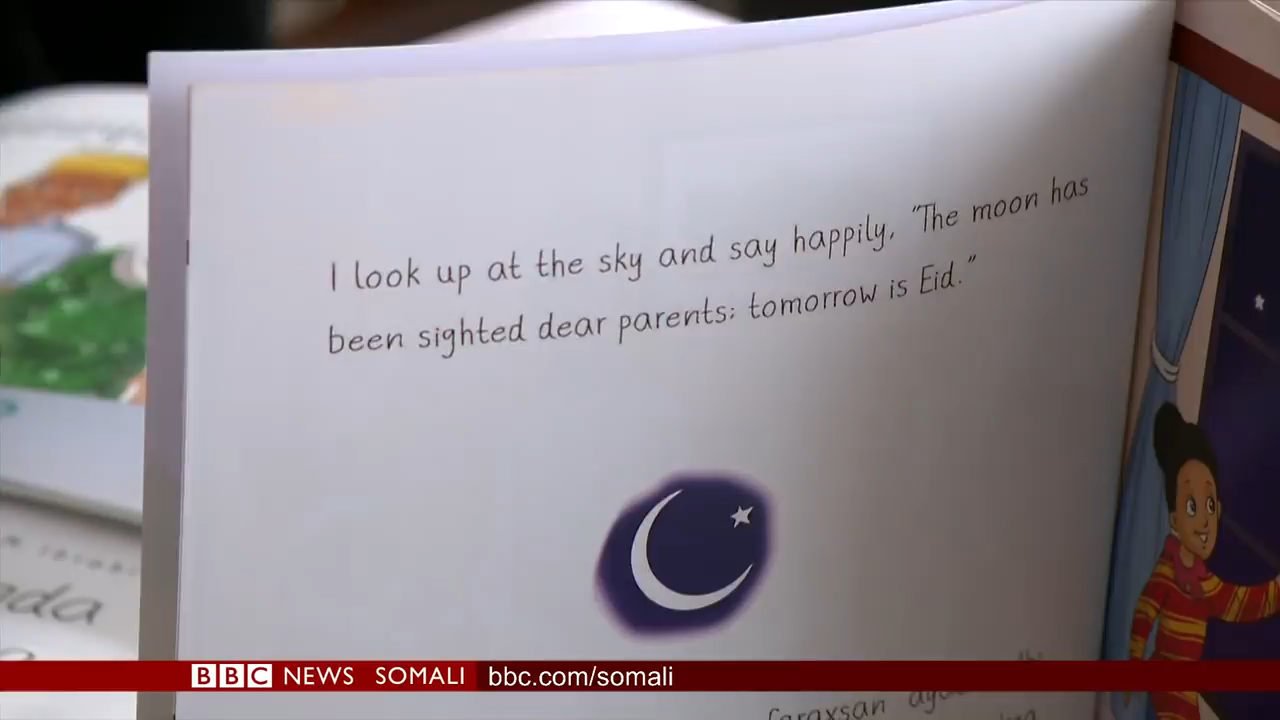 I look up at the sky and say happily, "The moon has
been sighted dear parents: tomorrow is Eid."
BBC NEWS SOMALI bbc.com/somali
faraxsan